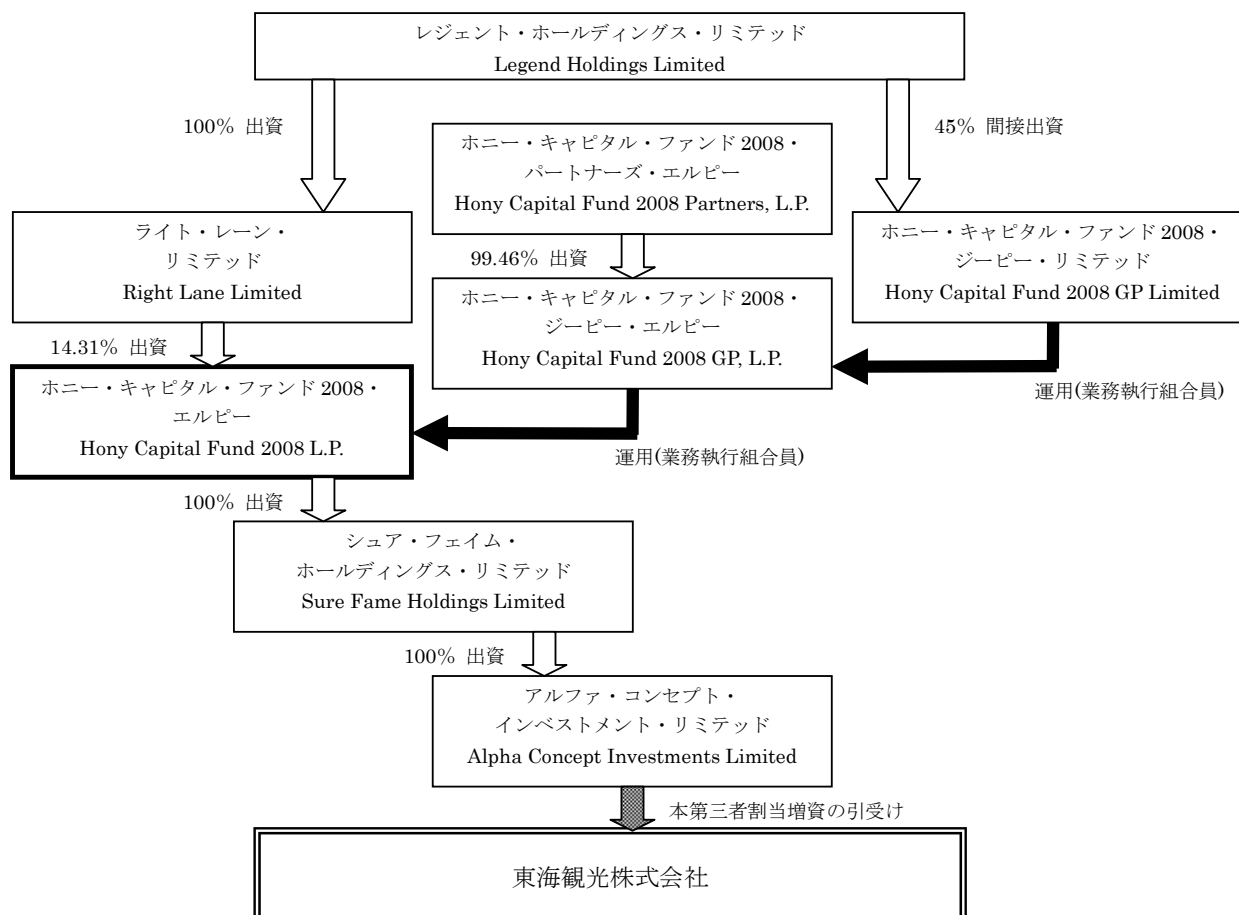 レジェント・ホールディングス・リミテッド
Legend Holdings Limited
100% 出資
45% 間接出資
ホニー・キャピタル・ファンド 2008・
パートナーズ・エルピー
Hony Capital Fund 2008 Partners, L.P.
ライト・レーン・
リミテッド
Right Lane Limited
99.46% 出資
ホニー・キャピタル・ファンド 2008・
ジーピー・リミテッド
Hony Capital Fund 2008 GP Limited
14.31% 出資
ホニー・キャピタル・ファンド 2008・
ジーピー・エルピー
Hony Capital Fund 2008 GP, L.P.
運用(業務執行組合員)
ホニー・キャピタル・ファンド 2008・
エルピー
Hony Capital Fund 2008 L.P.
運用(業務執行組合員)
100% 出資
シュア・フェイム・
ホールディングス・リミテッド
Sure Fame Holdings Limited
100% 出資
アルファ・コンセプト・
インベストメント・リミテッド
Alpha Concept Investments Limited
本第三者割当増資の引受け
東海観光株式会社